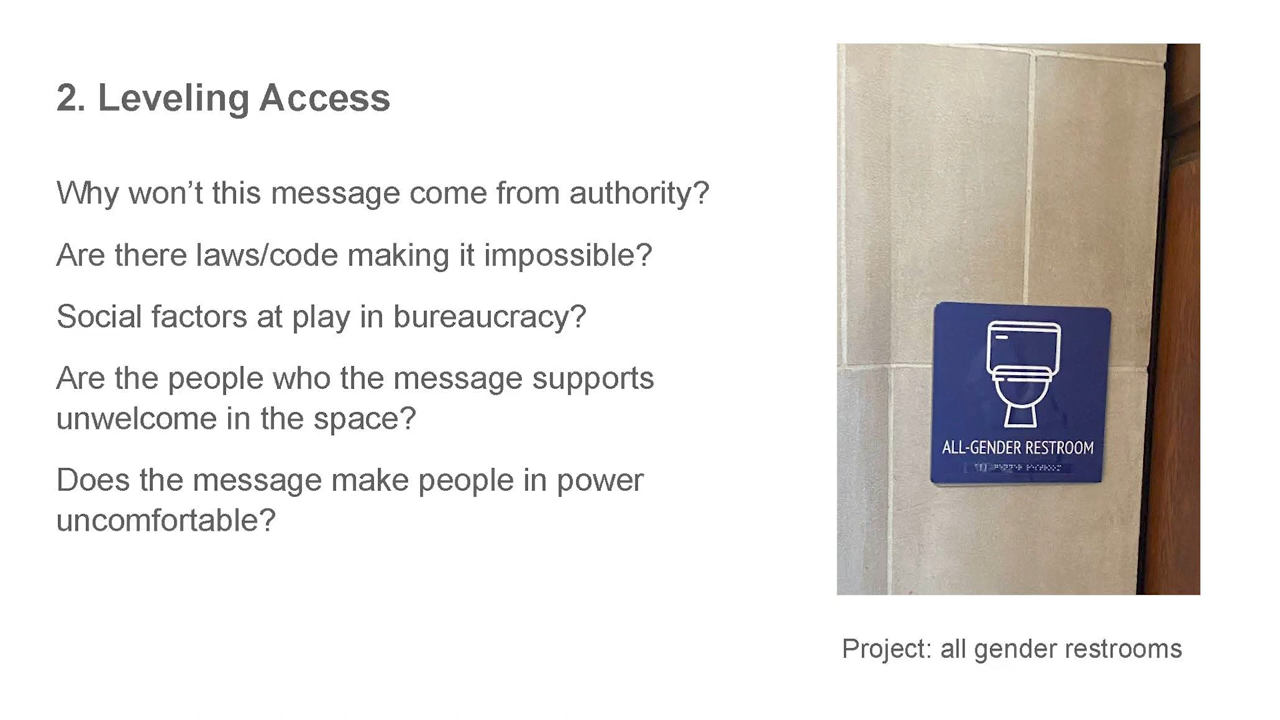 2. Leveling Access
Why won’t this message come from authority?
Are there laws/code making it impossible?
Social factors at play in bureaucracy?
Are the people who the message supports
unwelcome in the space?
Does the message make people in power
uncomfortable?
ALL-GENDER RESTROOM
Project: all gender restrooms